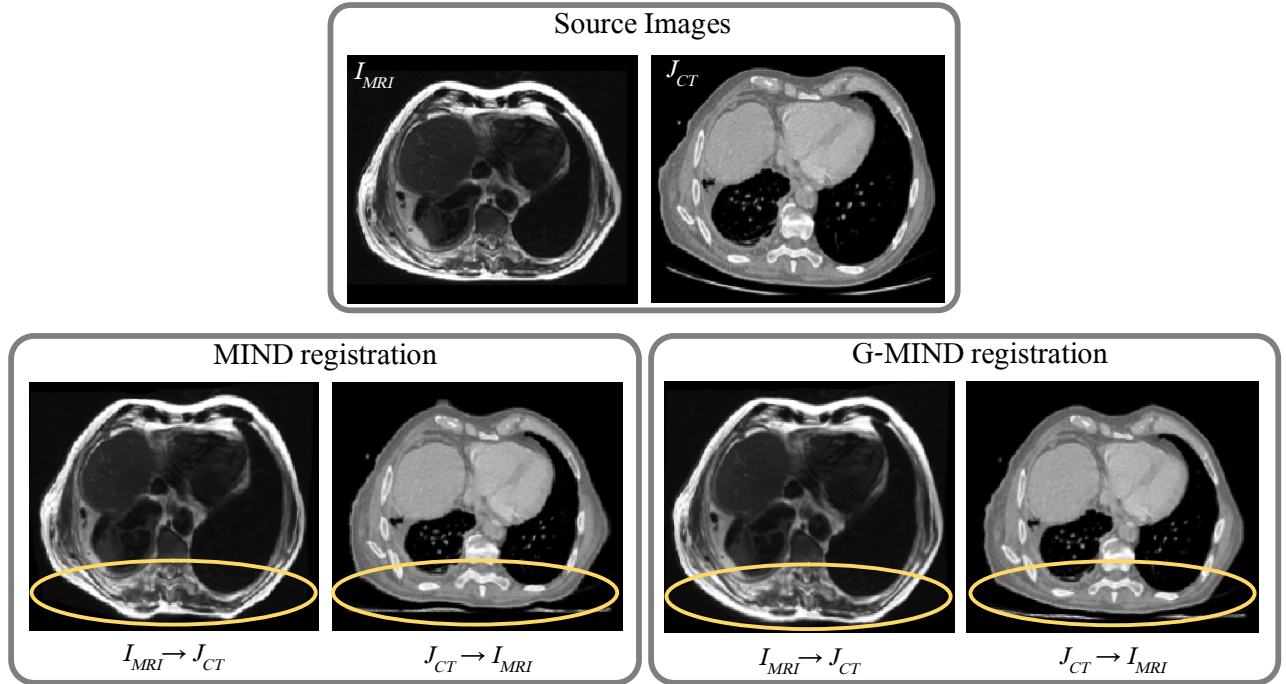 Source Images
I_MRI
J_CT
MIND registration
G-MIND registration
I_MRI → J_CT
J_CT → I_MRI
I_MRI → J_CT
J_CT → I_MRI